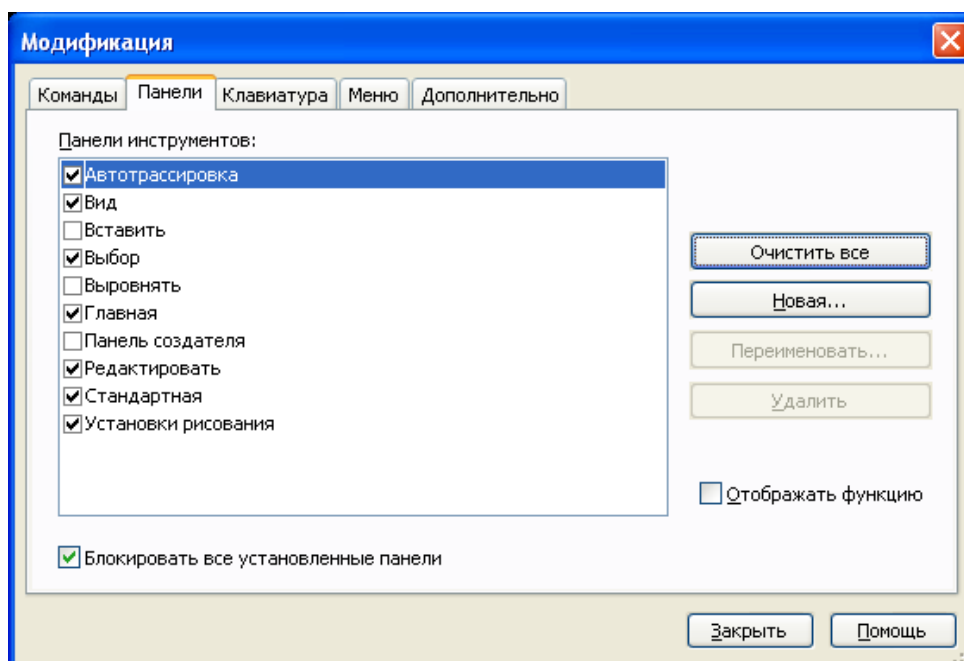 Модификация
Команды Панели Клавиатура Меню Дополнительно
Панели инструментов:
Автотрассировка
Вид
Вставить
Выбор
Выровнять
Главная
Панель создателя
Редактировать
Стандартная
Установки рисования
Очистить все
Новая...
Переименовать...
Удалить
Отображать функцию
Блокировать все установленные панели
Закрыть Помощь